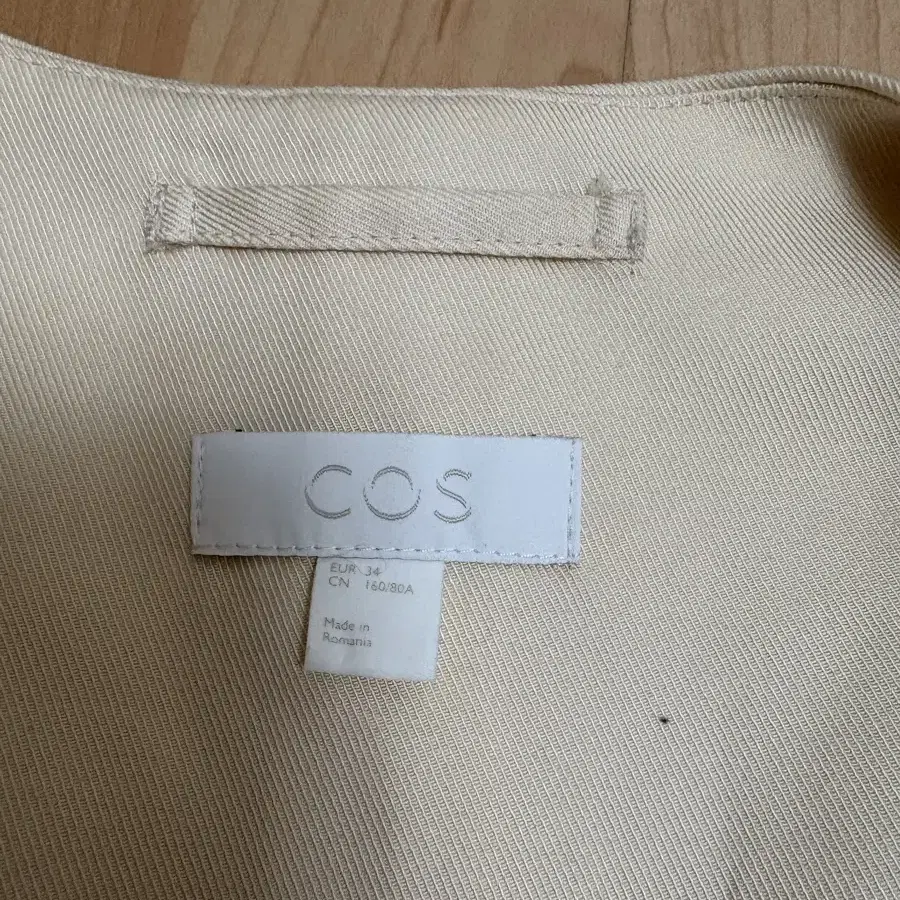 COS
EUR 34
CN 160/80A
Made in
Romania